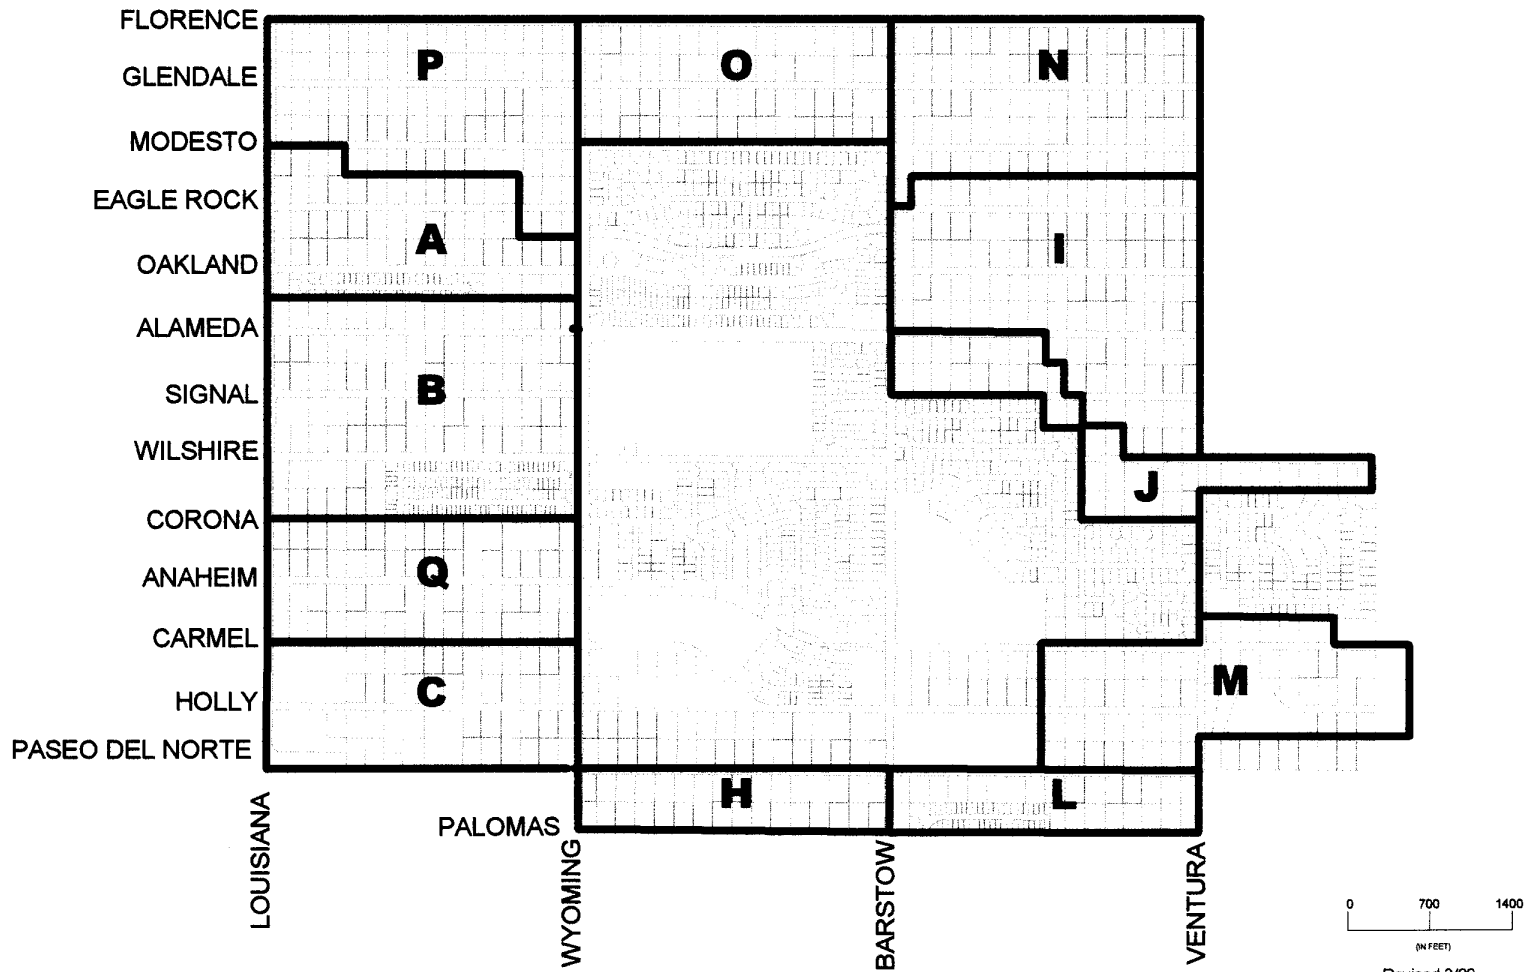 FLORENCE
P
O
N
GLENDALE
MODESTO
EAGLE ROCK
A
I
OAKLAND
ALAMEDA
B
SIGNAL
WILSHIRE
J
CORONA
Q
ANAHEIM
CARMEL
C
M
HOLLY
PASEO DEL NORTE
H
L
PALOMAS
LOUISIANA
WYOMING
BARSTOW
VENTURA
0 700 1400
(IN FEET)
Revised